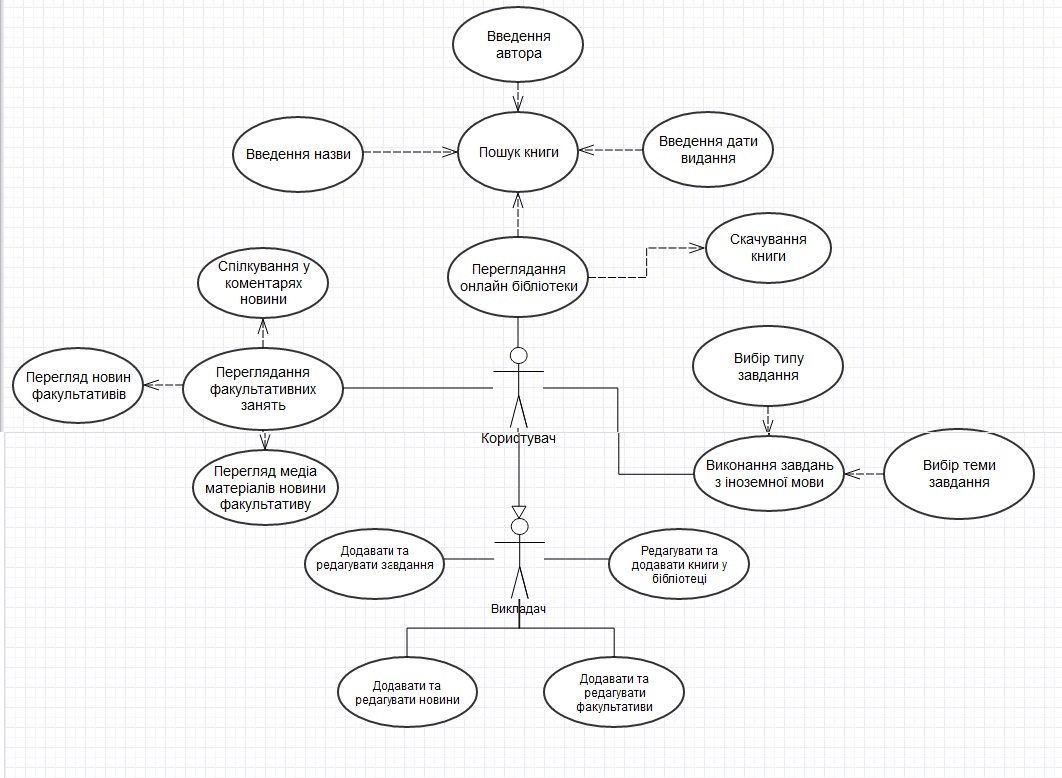 Введення
автора
Введення назви
Пошук книги
Введення дати
видання
Скачування
книги
Спілкування у
коментарях
новини
Переглядання
онлайн бібліотеки
Перегляд новин
факультативів
Переглядання
факультативних
занять
Вибір типу
завдання
Користувач
Перегляд медіа
матеріалів новини
факультативу
Виконання завдань
з іноземної мови
Вибір теми
завдання
Додавати та
редагувати завдання
Редагувати та
додавати книги у
бібліотеці
Викладач
Додавати та
редагувати новини
Додавати та
редагувати
факультативи